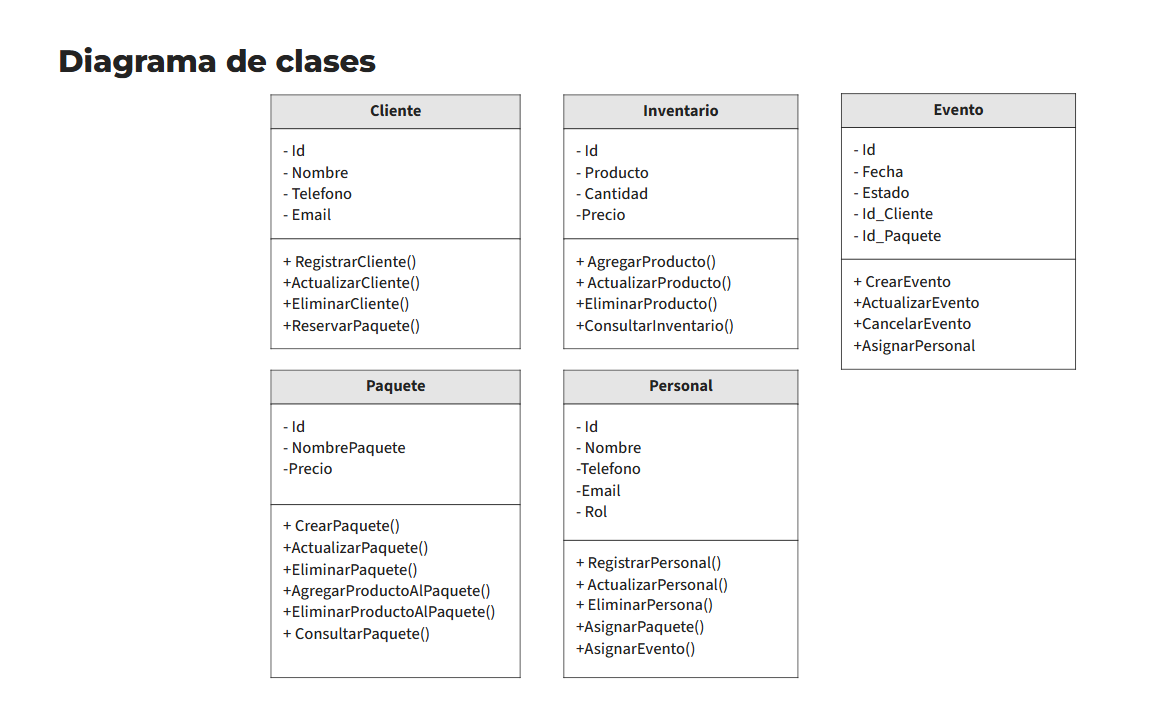 Diagrama de clases
Cliente
- Id
- Nombre
- Telefono
- Email
+ RegistrarCliente()
+ActualizarCliente()
+EliminarCliente()
+ReservarPaquete()
Inventario
- Id
- Producto
- Cantidad
-Precio
+ AgregarProducto()
+ ActualizarProducto()
+EliminarProducto()
+ConsultarInventario()
Evento
- Id
- Fecha
- Estado
- Id_Cliente
- Id_Paquete
+ CrearEvento
+ActualizarEvento
+CancelarEvento
+AsignarPersonal
Paquete
- Id
- NombrePaquete
-Precio
+ CrearPaquete()
+ActualizarPaquete()
+EliminarPaquete()
+AgregarProductoAlPaquete()
+EliminarProductoAlPaquete()
+ ConsultarPaquete()
Personal
- Id
- Nombre
-Telefono
-Email
- Rol
+ RegistrarPersonal()
+ ActualizarPersonal()
+ EliminarPersona()
+AsignarPaquete()
+AsignarEvento()